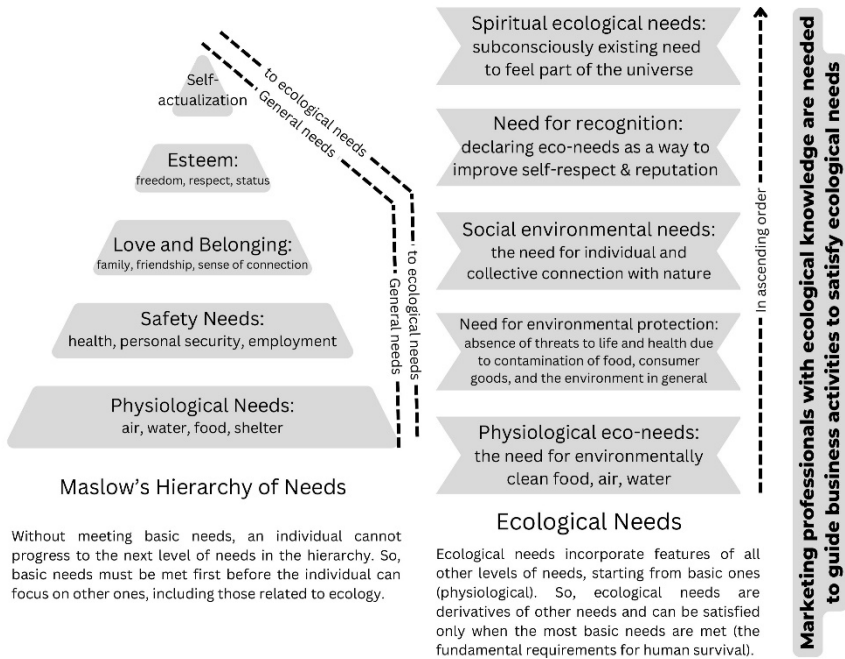 Self-
actualization
Esteem:
freedom, respect, status
Love and Belonging:
family, friendship, sense of connection
Safety Needs:
health, personal security, employment
Physiological Needs:
air, water, food, shelter
to ecological needs
General needs
General needs
to ecological needs
Maslow's Hierarchy of Needs
Without meeting basic needs, an individual cannot
progress to the next level of needs in the hierarchy. So,
basic needs must be met first before the individual can
focus on other ones, including those related to ecology.
Spiritual ecological needs:
subconsciously existing need
to feel part of the universe
Need for recognition:
declaring eco-needs as a way to
improve self-respect & reputation
Social environmental needs:
the need for individual and
collective connection with nature
Need for environmental protection:
absence of threats to life and health due
to contamination of food, consumer
goods, and the environment in general
Physiological eco-needs:
the need for environmentally
clean food, air, water
In ascending order
Ecological Needs
Ecological needs incorporate features of all
other levels of needs, starting from basic ones
(physiological). So, ecological needs are
derivatives of other needs and can be satisfied
only when the most basic needs are met (the
fundamental requirements for human survival).
Marketing professionals with ecological knowledge are needed
to guide business activities to satisfy ecological needs